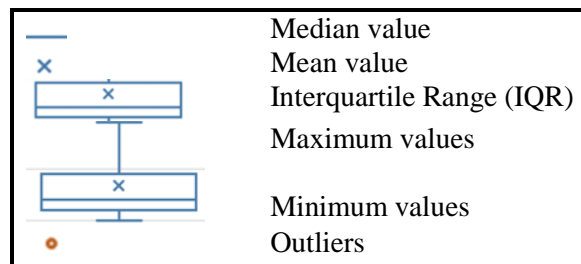 Median value
Mean value
Interquartile Range (IQR)
Maximum values
Minimum values
Outliers